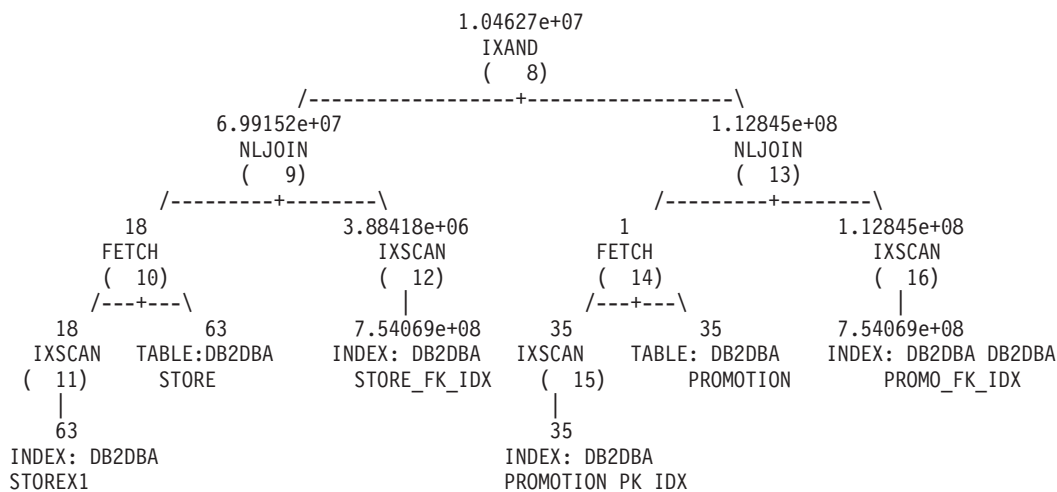 1.04627e+07
IXAND
( 8)
/------------------+------------------\
6.99152e+07 1.12845e+08
NLJOIN NLJOIN
( 9) ( 13)
/---------+--------\ /---------+--------\
18 3.88418e+06 1 1.12845e+08
FETCH IXSCAN FETCH IXSCAN
( 10) ( 12) ( 14) ( 16)
/---+---\ | /---+---\ |
18 63 7.54069e+08 35 35 7.54069e+08
IXSCAN TABLE:DB2DBA INDEX: DB2DBA IXSCAN TABLE: DB2DBA INDEX: DB2DBA DB2DBA
( 11) STORE STORE_FK_IDX ( 15) PROMOTION PROMO_FK_IDX
| |
63 35
INDEX: DB2DBA INDEX: DB2DBA
STOREX1 PROMOTION_PK_IDX